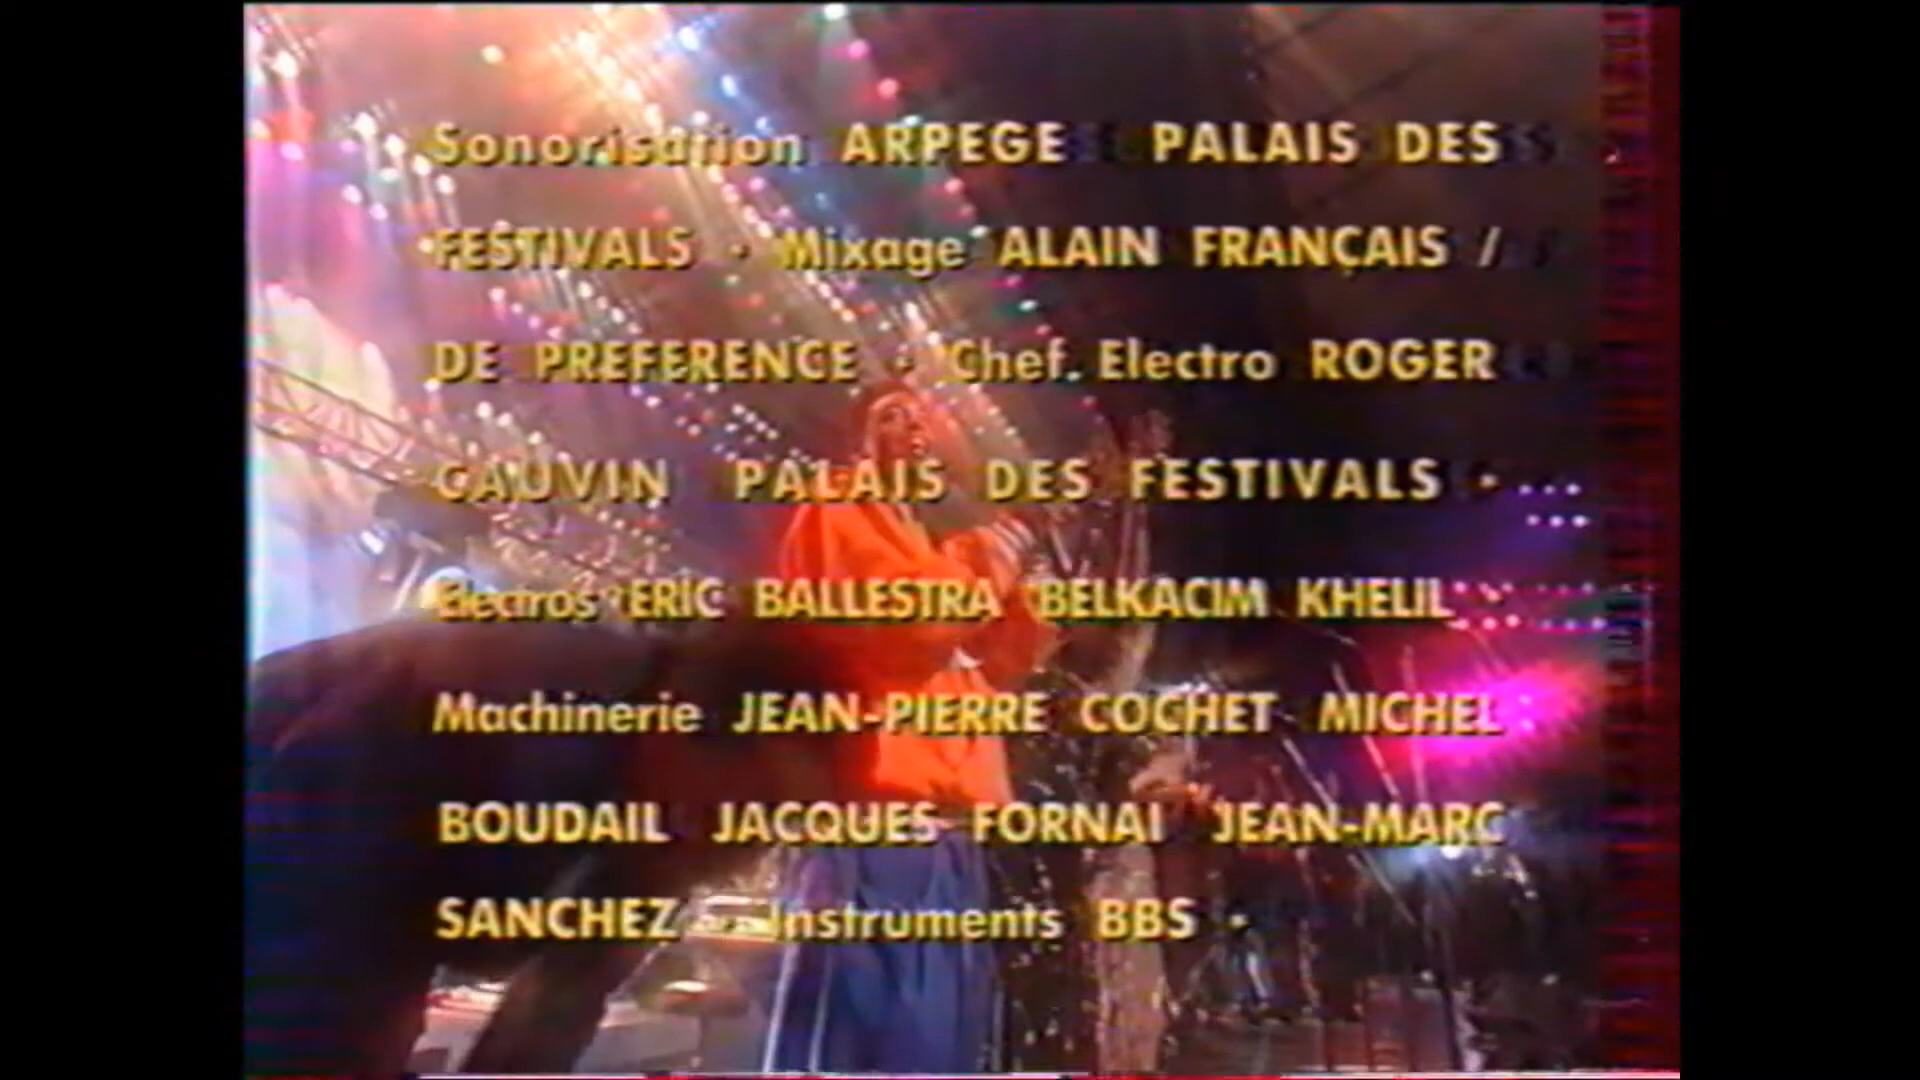 Sonorisation ARPEGE PALAIS DES
FESTIVALS · Mixage ALAIN FRANÇAIS /
DE PREFERENCE · Chef. Electro ROGER
CAUVIN PALAIS DES FESTIVALS ·
Electros ERIC BALLESTRA BELKACIM KHELIL ·
Machinerie JEAN-PIERRE COCHET MICHEL
BOUDAIL JACQUES FORNAI JEAN-MARC
SANCHEZ · Instruments BBS ·